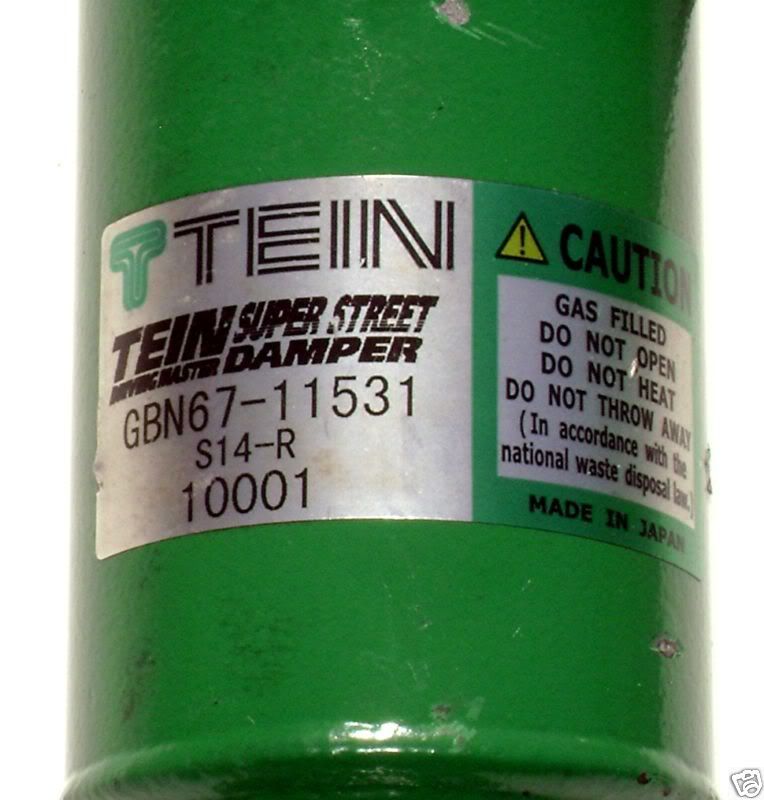 TEIN
TEIN SUPER STREET
DRIVING MASTER DAMPER
GBN67-11531
S14-R
10001
CAUTION
GAS FILLED
DO NOT OPEN
DO NOT HEAT
DO NOT THROW AWAY
(In accordance with the
national waste disposal law.)
MADE IN JAPAN